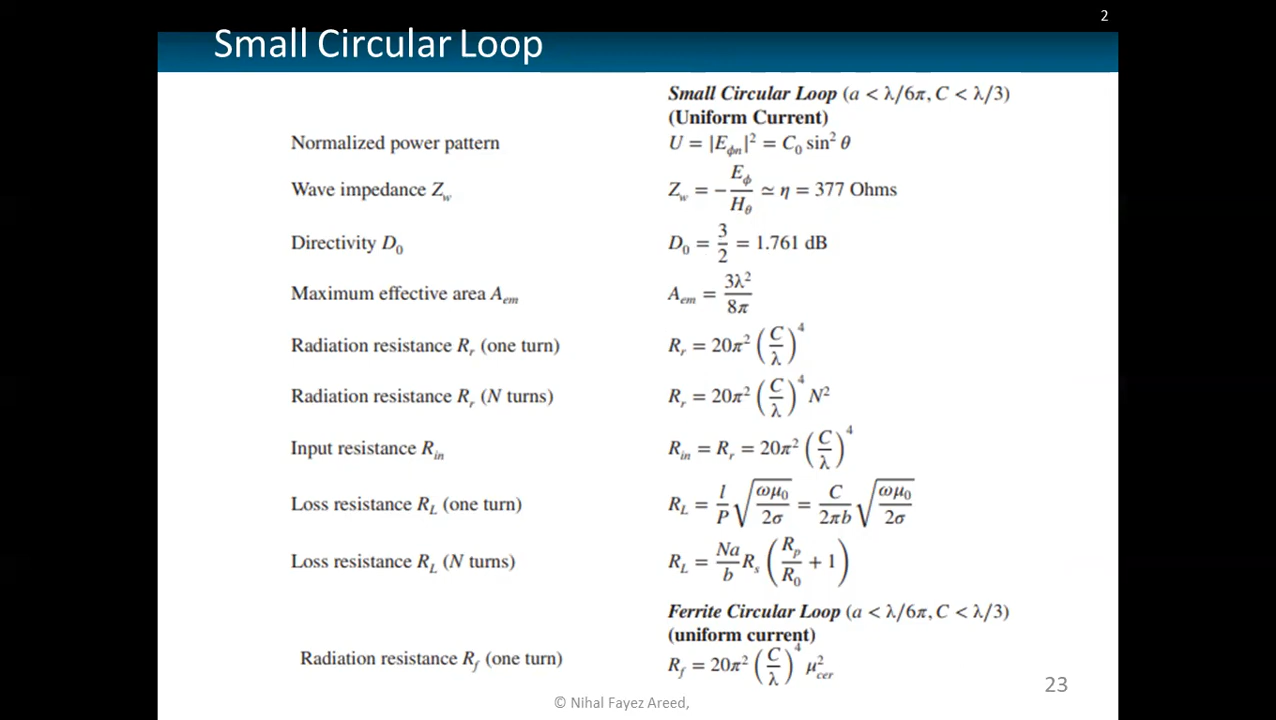 2
Small Circular Loop
Small Circular Loop (a < λ/6π, C < λ/3)
(Uniform Current)
Normalized power pattern U = |E_ϕn|² = C₀ sin² θ
Wave impedance Z_w Z_w = −E_ϕ/H_θ ≃ η = 377 Ohms
Directivity D₀ D₀ = 3/2 = 1.761 dB
Maximum effective area A_em A_em = 3λ²/8π
Radiation resistance R_r (one turn) R_r = 20π² (C/λ)⁴
Radiation resistance R_r (N turns) R_r = 20π² (C/λ)⁴ N²
Input resistance R_in R_in = R_r = 20π² (C/λ)⁴
Loss resistance R_L (one turn) R_L = l/P √(ωμ₀/2σ) = C/2πb √(ωμ₀/2σ)
Loss resistance R_L (N turns) R_L = Na/b R_s (R_p/R₀ + 1)
Ferrite Circular Loop (a < λ/6π, C < λ/3)
(uniform current)
Radiation resistance R_f (one turn) R_f = 20π² (C/λ)⁴ μ²_cer
23
© Nihal Fayez Areed,